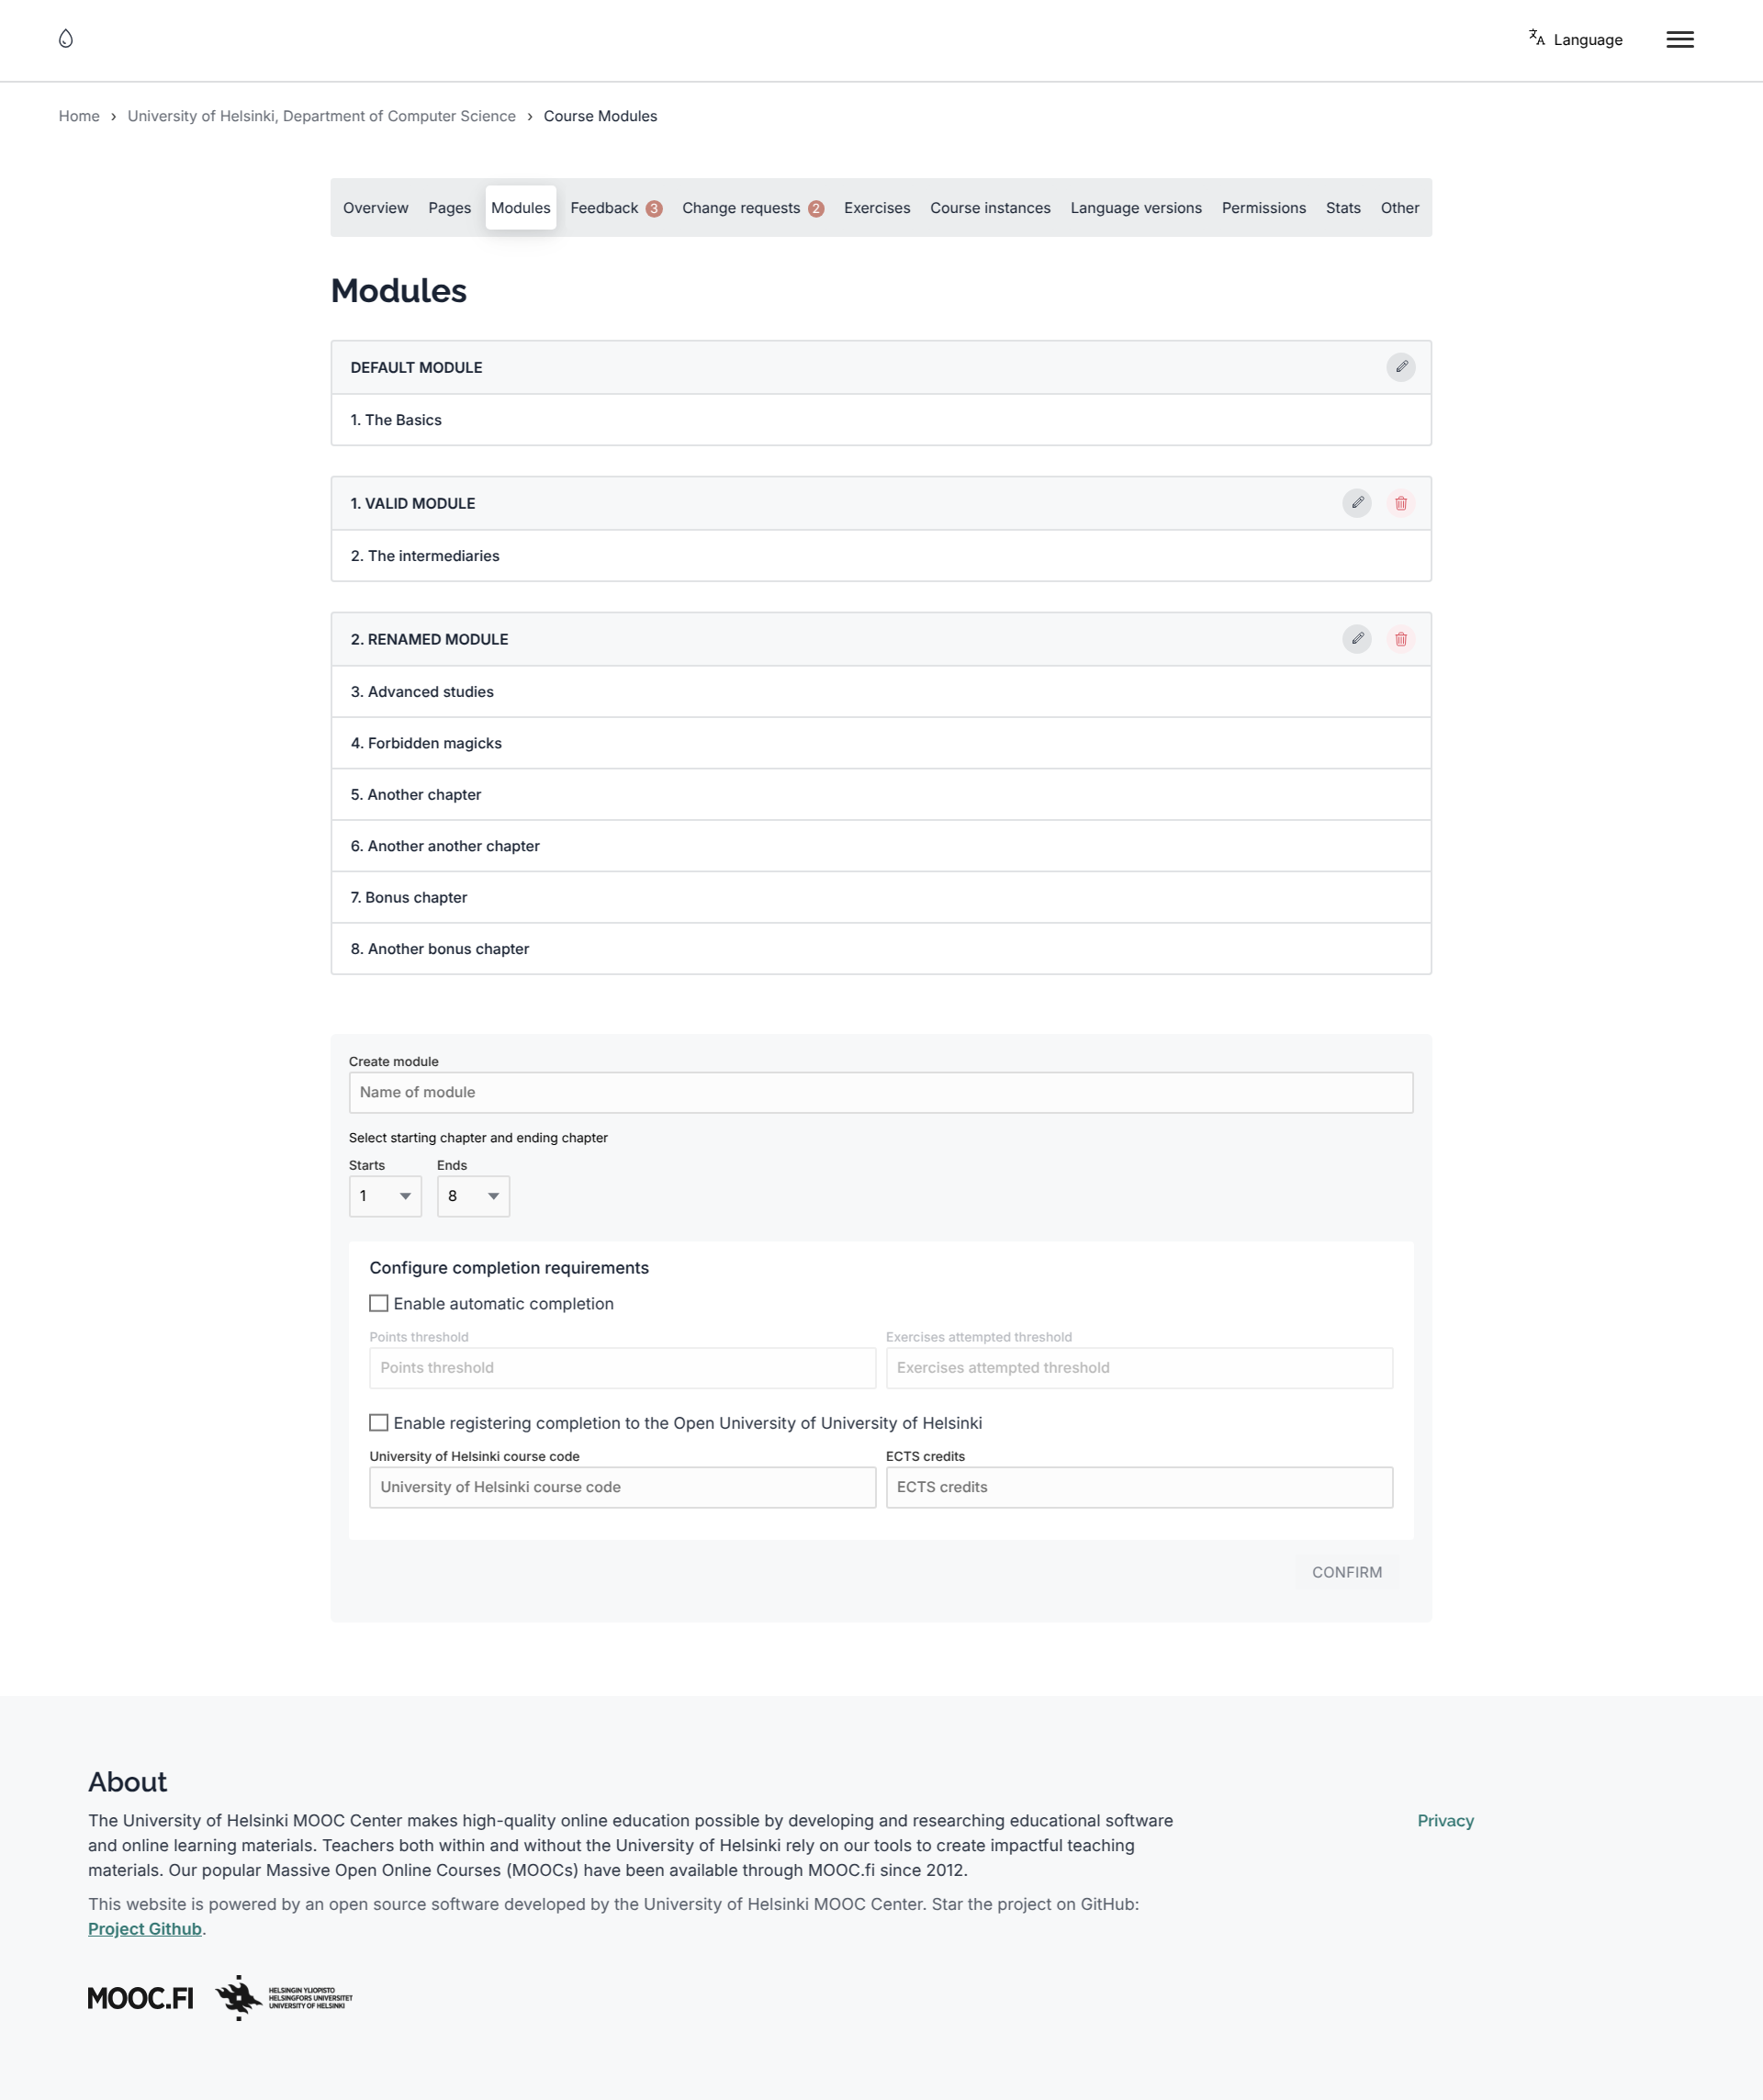 Language
Home › University of Helsinki, Department of Computer Science › Course Modules
Overview Pages Modules Feedback 3 Change requests 2 Exercises Course instances Language versions Permissions Stats Other
Modules
DEFAULT MODULE
1. The Basics
1. VALID MODULE
2. The intermediaries
2. RENAMED MODULE
3. Advanced studies
4. Forbidden magicks
5. Another chapter
6. Another another chapter
7. Bonus chapter
8. Another bonus chapter
Create module
Name of module
Select starting chapter and ending chapter
Starts Ends
1 8
Configure completion requirements
Enable automatic completion
Points threshold Exercises attempted threshold
Points threshold Exercises attempted threshold
Enable registering completion to the Open University of University of Helsinki
University of Helsinki course code ECTS credits
University of Helsinki course code ECTS credits
CONFIRM
About
The University of Helsinki MOOC Center makes high-quality online education possible by developing and researching educational software
and online learning materials. Teachers both within and without the University of Helsinki rely on our tools to create impactful teaching
materials. Our popular Massive Open Online Courses (MOOCs) have been available through MOOC.fi since 2012.
Privacy
This website is powered by an open source software developed by the University of Helsinki MOOC Center. Star the project on GitHub:
Project Github.
MOOC.FI
HELSINGIN YLIOPISTO
HELSINGFORS UNIVERSITET
UNIVERSITY OF HELSINKI